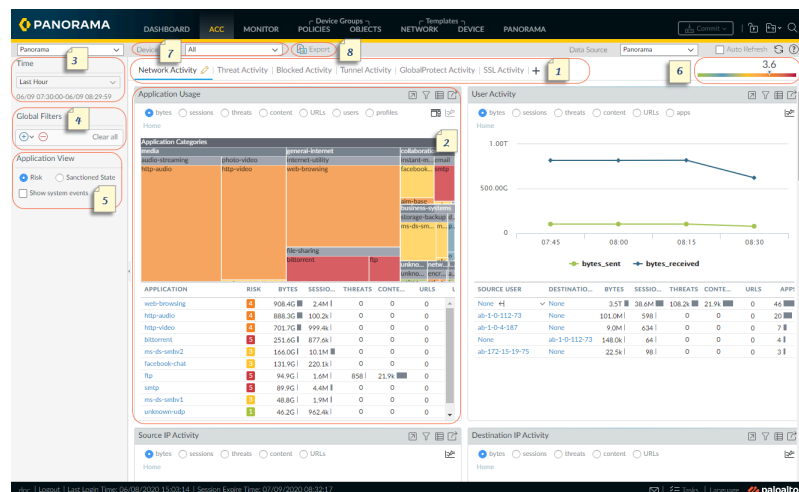 PANORAMA
DASHBOARD ACC MONITOR POLICIES OBJECTS NETWORK DEVICE PANORAMA
Device Groups Templates
Commit
Panorama
Device All Export Data Source Panorama Auto Refresh
7 8
Time 3
Last Hour
06/09 07:30:00-06/09 08:29:59
Network Activity Threat Activity Blocked Activity Tunnel Activity GlobalProtect Activity SSL Activity + 1
6 3.6
Global Filters 4
Clear all
Application View
Risk Sanctioned State
Show system events 5
Application Usage
bytes sessions threats content URLs users profiles
Home 2
Application Categories
media general-internet collaboratio
audio-streaming photo-video internet-utility instant-m... email
http-audio http-video web-browsing facebook... smtp
aim-base
business-systems
storage-backup d..
ms-ds-sm... m...
file-sharing
bittorrent ftp
unkno... netw...
unkno... encr...
APPLICATION RISK BYTES SESSIO... THREATS CONTE... URLS U
web-browsing 4 908.4G 2.4M 0 0 0
http-audio 4 888.3G 100.2k 0 0 0
http-video 4 701.7G 999.4k 0 0 0
bittorrent 5 251.6G 877.6k 0 0 0
ms-ds-smbv2 3 166.0G 10.1M 0 0 0
facebook-chat 3 131.9G 220.1k 0 0 0
ftp 5 94.9G 1.6M 858 21.9k 0
smtp 5 89.9G 4.4M 0 0 0
ms-ds-smbv1 3 48.8G 1.9M 0 0 0
unknown-udp 1 46.2G 962.4k 0 0 0
User Activity
bytes sessions threats content URLs apps
Home
1.00T
500.00G
0
07:45 08:00 08:15 08:30
bytes_sent bytes_received
SOURCE USER DESTINATIO... BYTES SESSIO... THREATS CONTE... URLS APPS
None None 3.5T 38.6M 108.2k 21.9k 0 46
ab-1-0-112-73 None 101.0M 598 0 0 0 20
ab-1-0-4-187 None 9.0M 634 0 0 0 7
None ab-1-0-112-73 148.0k 64 0 0 0 4
ab-172-15-19-75 None 22.5k 98 0 0 0 3
Source IP Activity
bytes sessions threats content URLs
Home
Destination IP Activity
bytes sessions threats content URLs
Home
doc | Logout | Last Login Time: 06/08/2020 15:03:14 | Session Expire Time: 07/09/2020 08:32:17
Tasks | Language paloalto